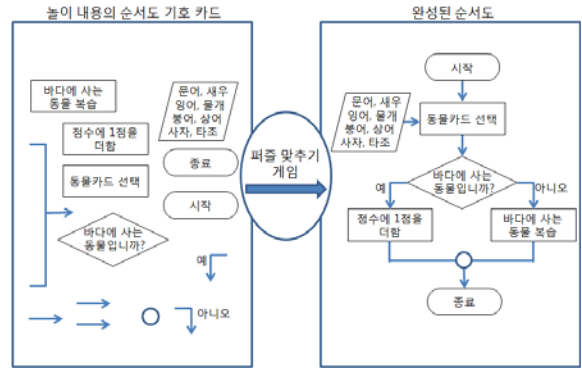 놀이 내용의 순서도 기호 카드
바다에 사는
동물 복습
점수에 1점을
더함
동물카드 선택
바다에 사는
동물입니까?
문어, 새우
잉어, 물개
붕어, 상어
사자, 타조
종료
시작
예
아니오
퍼즐 맞추기
게임
완성된 순서도
시작
문어, 새우
잉어, 물개
붕어, 상어
사자, 타조
동물카드 선택
바다에 사는
동물입니까?
예
아니오
점수에 1점을
더함
바다에 사는
동물 복습
종료